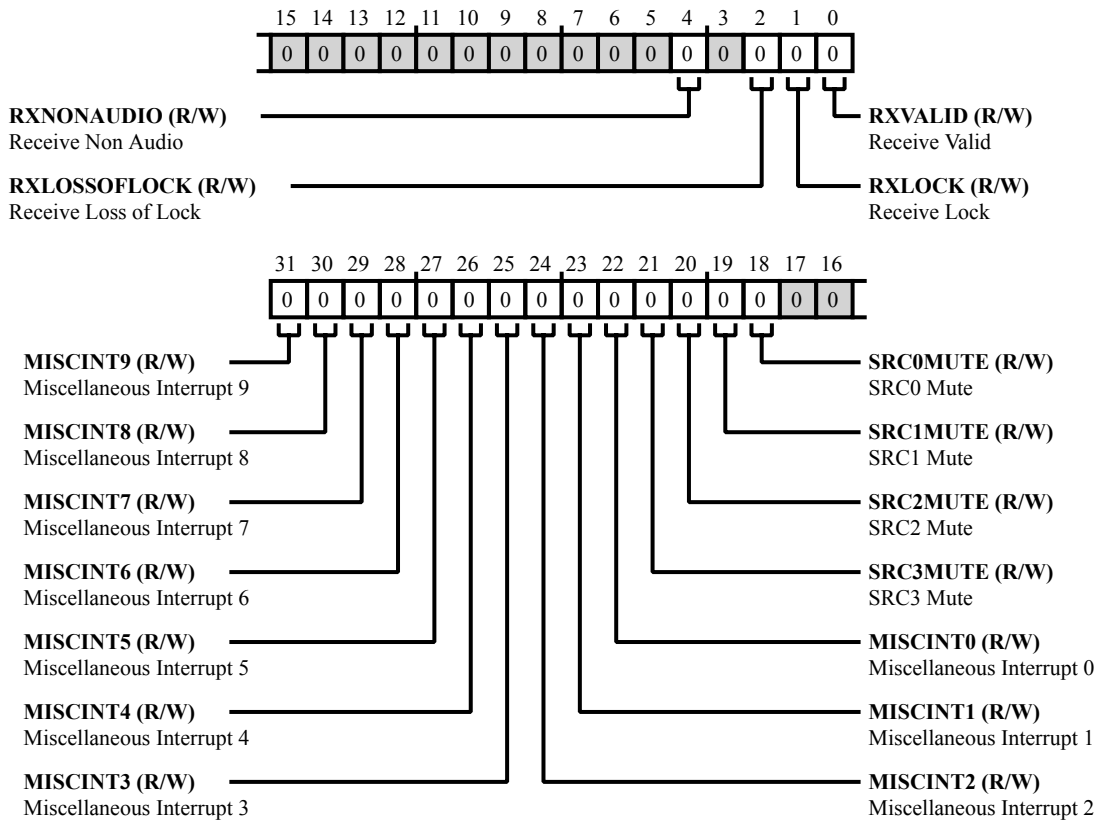 15 14 13 12 11 10 9 8 7 6 5 4 3 2 1 0
0 0 0 0 0 0 0 0 0 0 0 0 0 0 0 0
RXNONAUDIO (R/W)
Receive Non Audio
RXVALID (R/W)
Receive Valid
RXLOSSOFLOCK (R/W)
Receive Loss of Lock
RXLOCK (R/W)
Receive Lock
31 30 29 28 27 26 25 24 23 22 21 20 19 18 17 16
0 0 0 0 0 0 0 0 0 0 0 0 0 0 0 0
MISCINT9 (R/W)
Miscellaneous Interrupt 9
SRC0MUTE (R/W)
SRC0 Mute
MISCINT8 (R/W)
Miscellaneous Interrupt 8
SRC1MUTE (R/W)
SRC1 Mute
MISCINT7 (R/W)
Miscellaneous Interrupt 7
SRC2MUTE (R/W)
SRC2 Mute
MISCINT6 (R/W)
Miscellaneous Interrupt 6
SRC3MUTE (R/W)
SRC3 Mute
MISCINT5 (R/W)
Miscellaneous Interrupt 5
MISCINT0 (R/W)
Miscellaneous Interrupt 0
MISCINT4 (R/W)
Miscellaneous Interrupt 4
MISCINT1 (R/W)
Miscellaneous Interrupt 1
MISCINT3 (R/W)
Miscellaneous Interrupt 3
MISCINT2 (R/W)
Miscellaneous Interrupt 2